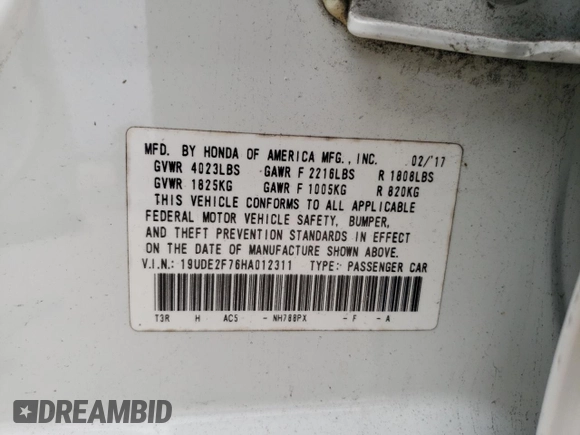 MFD. BY HONDA OF AMERICA MFG., INC. 02/'17
GVWR 4023LBS GAWR F 2216LBS R 1808LBS
GVWR 1825KG GAWR F 1005KG R 820KG
THIS VEHICLE CONFORMS TO ALL APPLICABLE
FEDERAL MOTOR VEHICLE SAFETY, BUMPER,
AND THEFT PREVENTION STANDARDS IN EFFECT
ON THE DATE OF MANUFACTURE SHOWN ABOVE.
V.I.N.: 19UDE2F76HA012311 TYPE: PASSENGER CAR
T3R H AC5 - NH788PX - F - A
DREAMBID